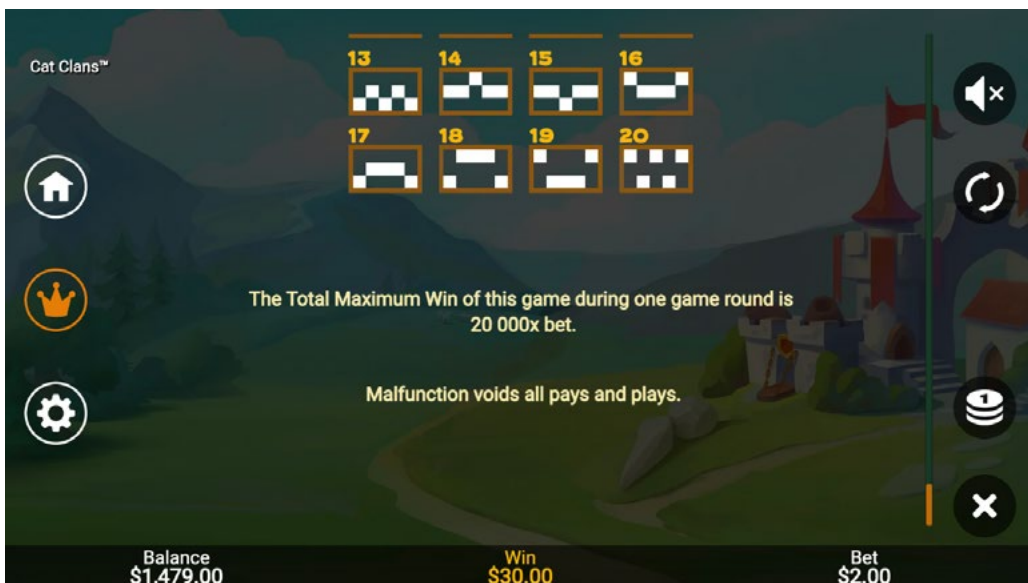 Cat Clans™
13 14 15 16
17 18 19 20
The Total Maximum Win of this game during one game round is
20 000x bet.
Malfunction voids all pays and plays.
1
Balance Win Bet
$1,479.00 $30.00 $2.00